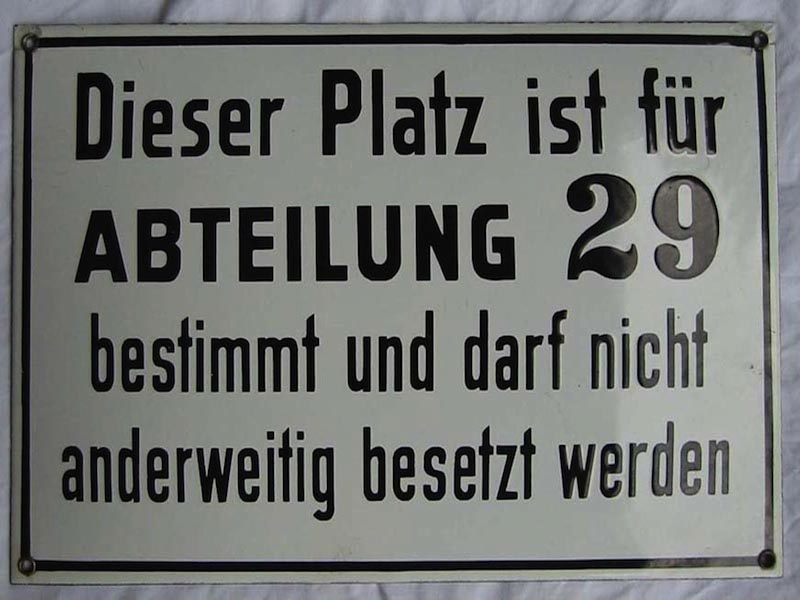 Dieser Platz ist für
ABTEILUNG 29
bestimmt und darf nicht
anderweitig besetzt werden